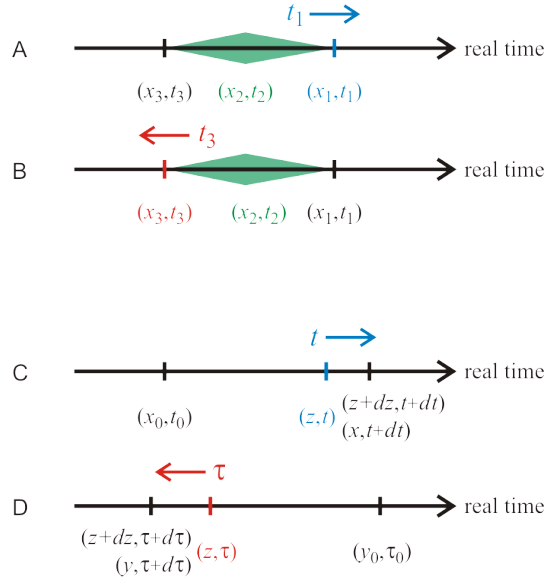 t₁
A
real time
(x₃,t₃) (x₂,t₂) (x₁,t₁)
t₃
B
real time
(x₃,t₃) (x₂,t₂) (x₁,t₁)
t
C
real time
(x₀,t₀) (z,t) (z+dz,t+dt)
(x,t+dt)
τ
D
real time
(z+dz,τ+dτ) (z,τ) (y₀,τ₀)
(y,τ+dτ)